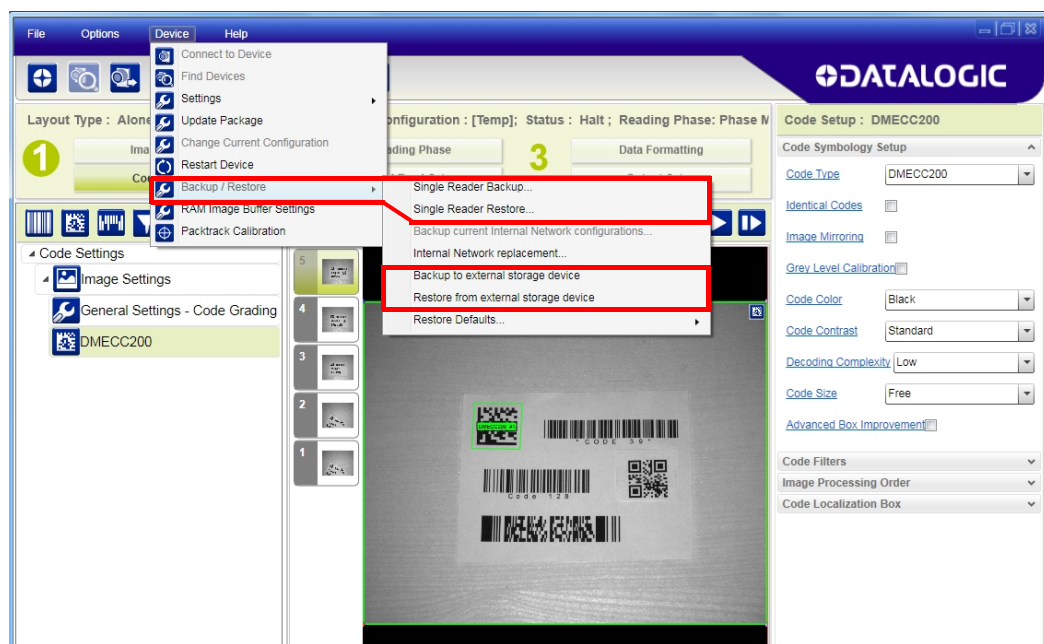 File Options Device Help
DATALOGIC
Connect to Device
Find Devices
Settings
Update Package
Change Current Configuration
Restart Device
Backup / Restore
RAM Image Buffer Settings
Packtrack Calibration
Single Reader Backup...
Single Reader Restore...
Backup current Internal Network configurations...
Internal Network replacement...
Backup to external storage device
Restore from external storage device
Restore Defaults...
Layout Type : Alone
onfiguration : [Temp]; Status : Halt ; Reading Phase: Phase M
1
Ima
Co
ading Phase
3
Data Formatting
Code Settings
Image Settings
General Settings - Code Grading
DMECC200
5
4
3
2
1
DMECC200
"CODE 39"
Code 128
Code Setup : DMECC200
Code Symbology Setup
Code Type DMECC200
Identical Codes
Image Mirroring
Grey Level Calibration
Code Color Black
Code Contrast Standard
Decoding Complexity Low
Code Size Free
Advanced Box Improvement
Code Filters
Image Processing Order
Code Localization Box